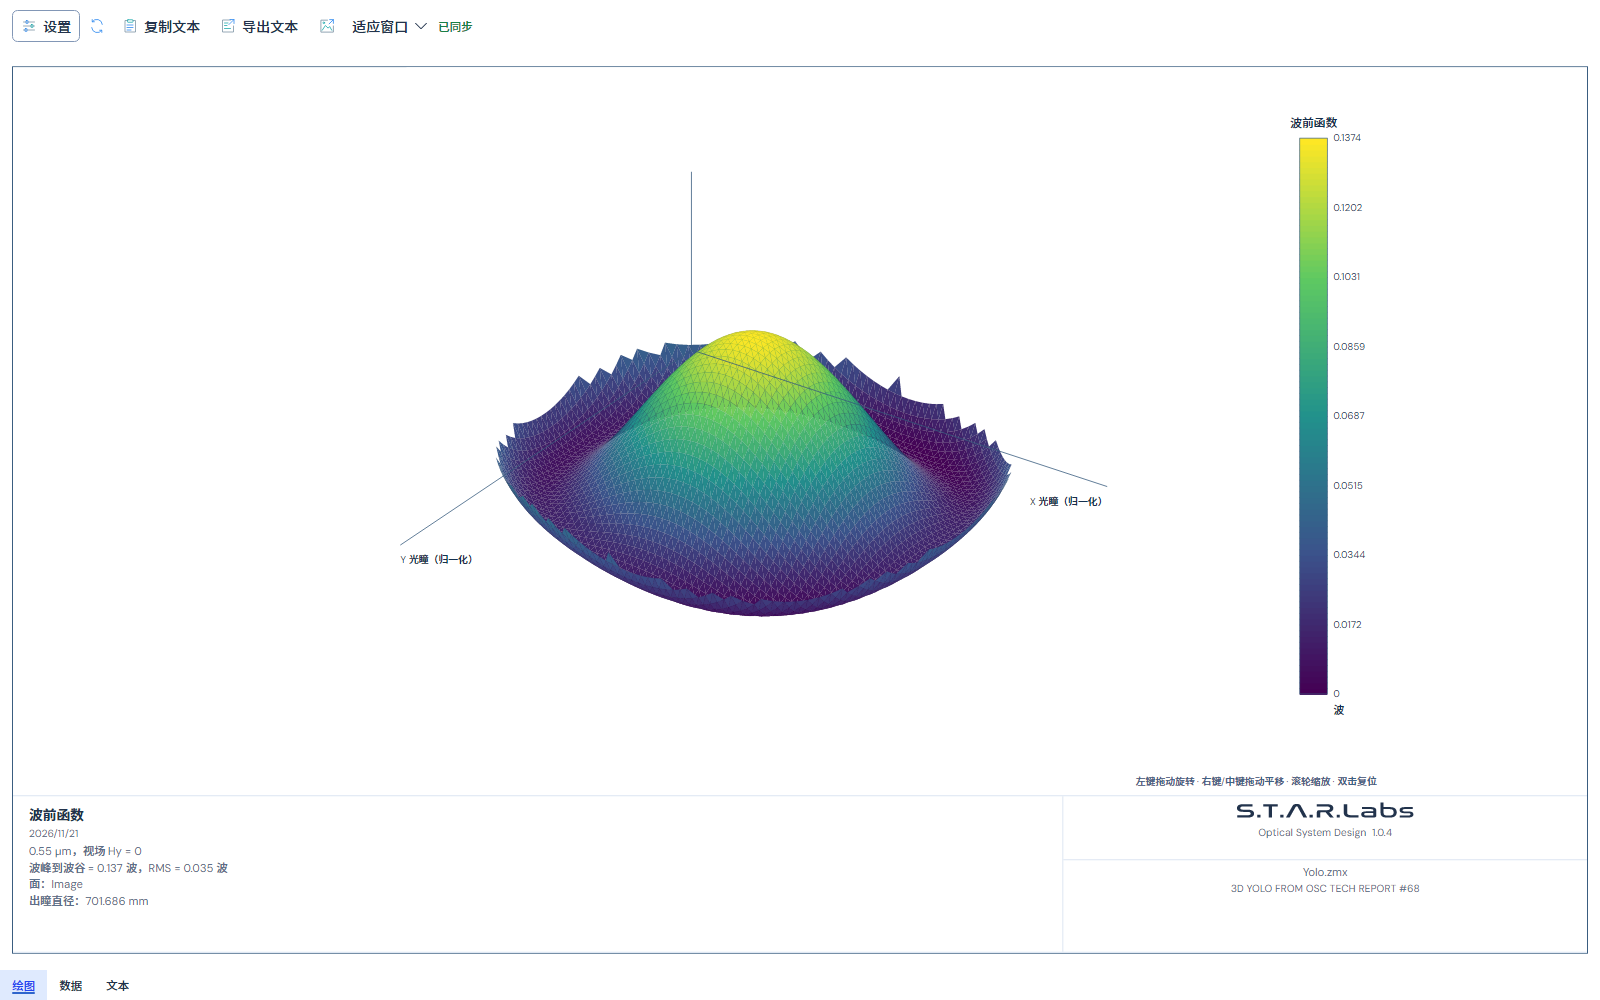 设置 复制文本 导出文本 适应窗口 已同步
波前函数
0.1374
0.1202
0.1031
0.0859
0.0687
0.0515
0.0344
0.0172
0
波
X 光瞳（归一化）
Y 光瞳（归一化）
左键拖动旋转 · 右键/中键拖动平移 · 滚轮缩放 · 双击复位
波前函数
2026/11/21
0.55 µm，视场 Hy = 0
波峰到波谷 = 0.137 波，RMS = 0.035 波
面：Image
出瞳直径：701.686 mm
S.T.A.R.Labs
Optical System Design 1.0.4
Yolo.zmx
3D YOLO FROM OSC TECH REPORT #68
绘图 数据 文本